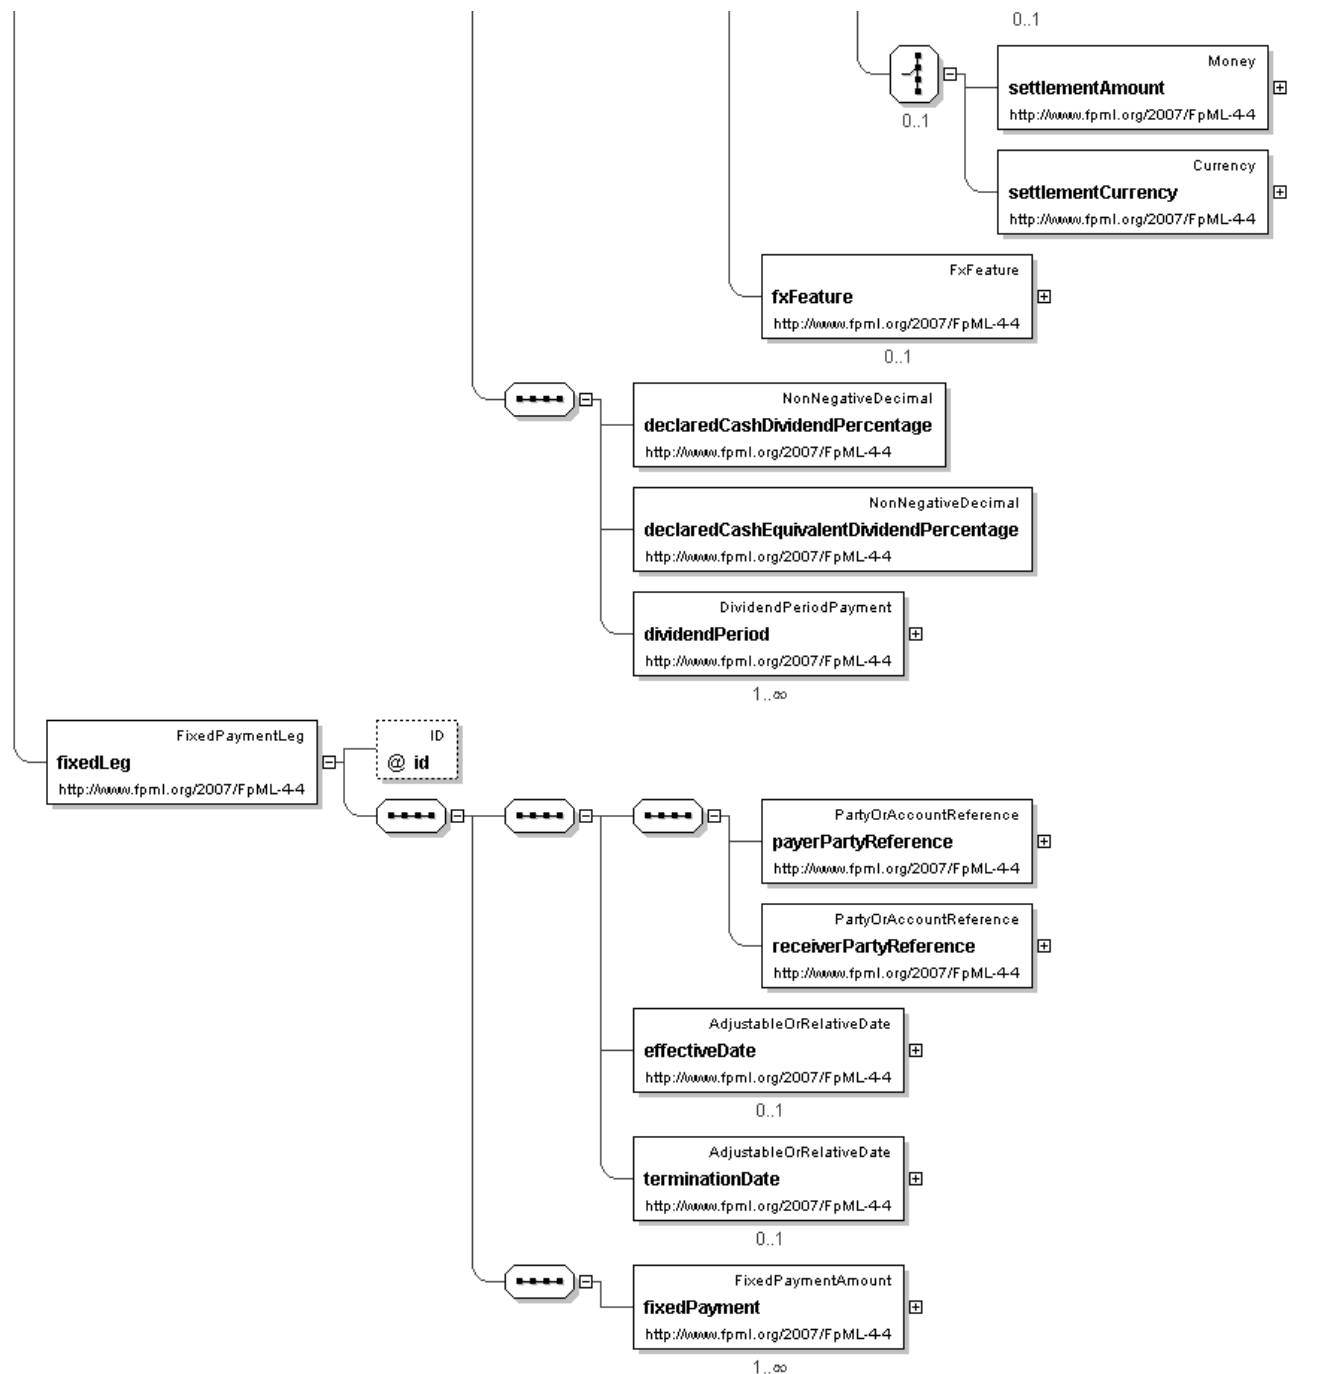 0..1
Money
settlementAmount
http://www.fpml.org/2007/FpML-4-4
0..1
Currency
settlementCurrency
http://www.fpml.org/2007/FpML-4-4
FxFeature
fxFeature
http://www.fpml.org/2007/FpML-4-4
0..1
NonNegativeDecimal
declaredCashDividendPercentage
http://www.fpml.org/2007/FpML-4-4
NonNegativeDecimal
declaredCashEquivalentDividendPercentage
http://www.fpml.org/2007/FpML-4-4
DividendPeriodPayment
dividendPeriod
http://www.fpml.org/2007/FpML-4-4
1..∞
FixedPaymentLeg
fixedLeg
http://www.fpml.org/2007/FpML-4-4
ID
@ id
PartyOrAccountReference
payerPartyReference
http://www.fpml.org/2007/FpML-4-4
PartyOrAccountReference
receiverPartyReference
http://www.fpml.org/2007/FpML-4-4
AdjustableOrRelativeDate
effectiveDate
http://www.fpml.org/2007/FpML-4-4
0..1
AdjustableOrRelativeDate
terminationDate
http://www.fpml.org/2007/FpML-4-4
0..1
FixedPaymentAmount
fixedPayment
http://www.fpml.org/2007/FpML-4-4
1..∞